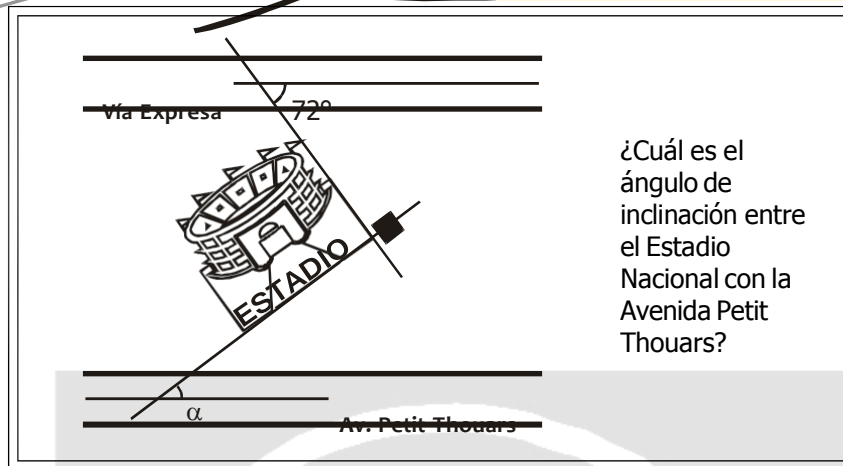 Vía Expresa
72º
¿Cuál es el
ángulo de
inclinación entre
el Estadio
Nacional con la
Avenida Petit
Thouars?
ESTADIO
α
Av. Petit Thouars